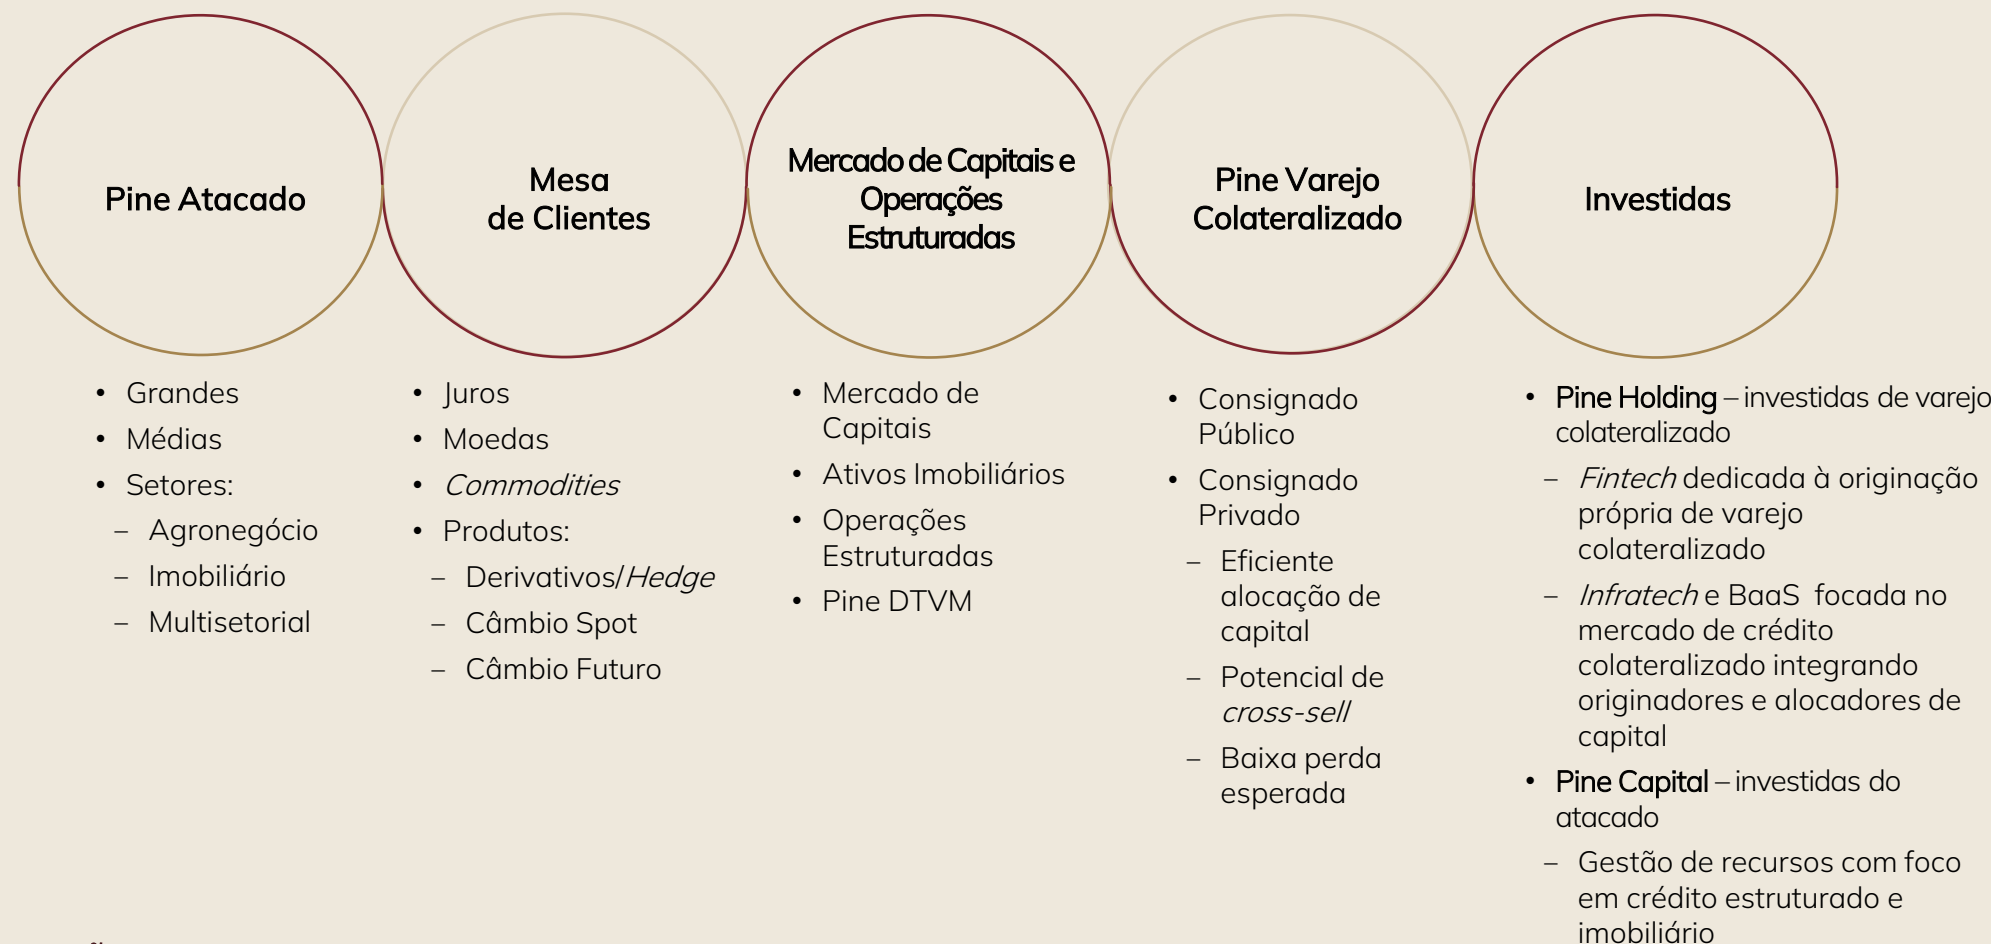 Pine Atacado
Mesa
de Clientes
Mercado de Capitais e
Operações
Estruturadas
Pine Varejo
Colateralizado
Investidas
• Grandes
• Médias
• Setores:
– Agronegócio
– Imobiliário
– Multisetorial
• Juros
• Moedas
• Commodities
• Produtos:
– Derivativos/Hedge
– Câmbio Spot
– Câmbio Futuro
• Mercado de
Capitais
• Ativos Imobiliários
• Operações
Estruturadas
• Pine DTVM
• Consignado
Público
• Consignado
Privado
– Eficiente
alocação de
capital
– Potencial de
cross-sell
– Baixa perda
esperada
• Pine Holding – investidas de varejo
colateralizado
– Fintech dedicada à originação
própria de varejo
colateralizado
– Infratech e BaaS focada no
mercado de crédito
colateralizado integrando
originadores e alocadores de
capital
• Pine Capital – investidas do
atacado
– Gestão de recursos com foco
em crédito estruturado e
imobiliário